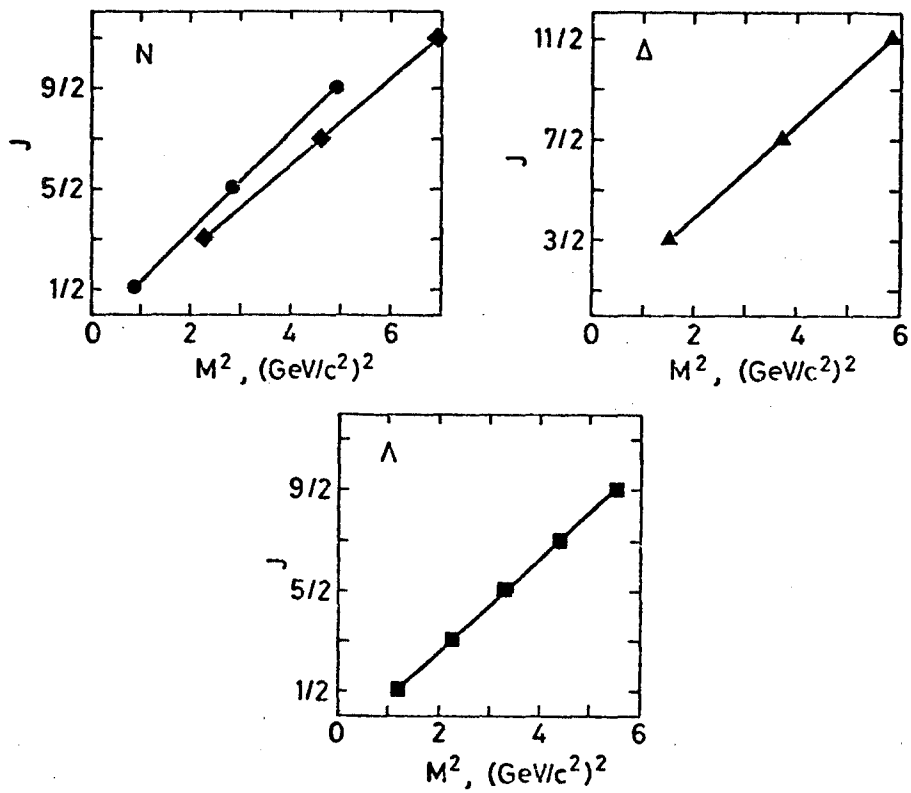 N
J
9/2
5/2
1/2
0 2 4 6
M², (GeV/c²)²
Δ
J
11/2
7/2
3/2
0 2 4 6
M², (GeV/c²)²
Λ
J
9/2
5/2
1/2
0 2 4 6
M², (GeV/c²)²